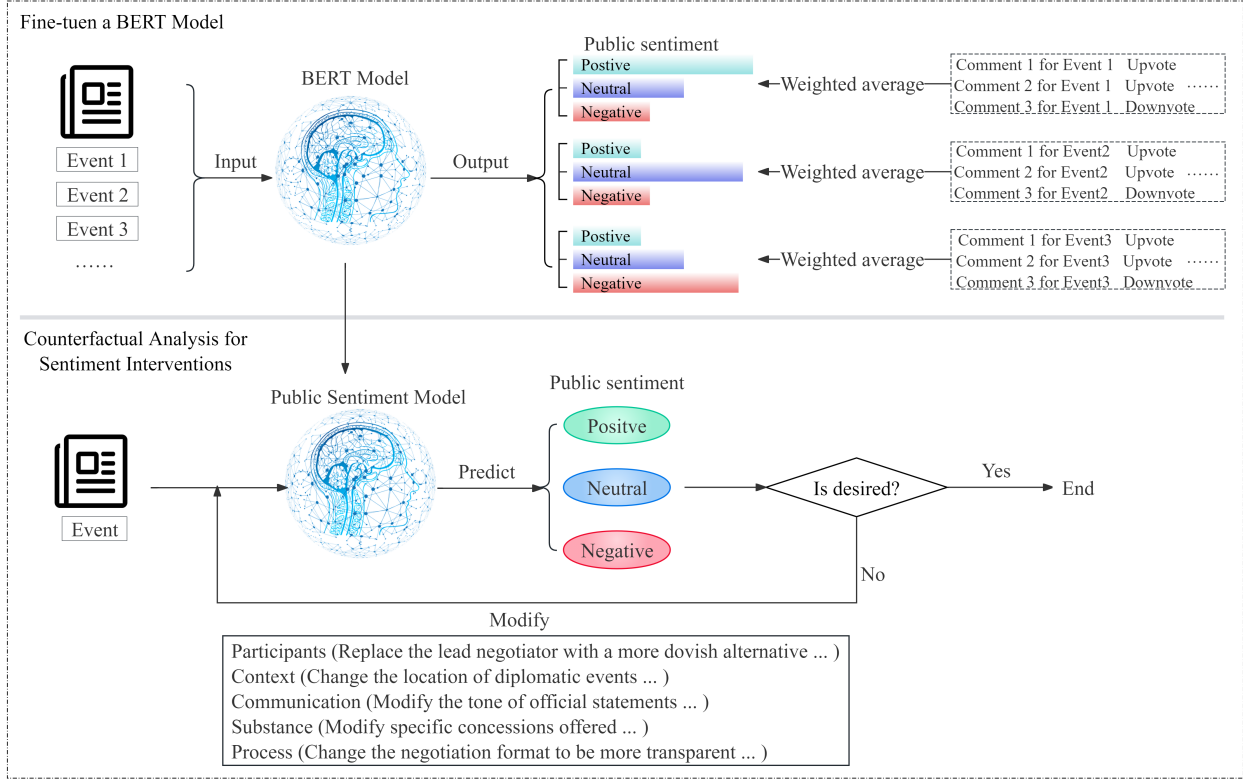 Fine-tuen a BERT Model
Public sentiment
BERT Model
Event 1
Event 2
Event 3
......
Input
Output
Postive
Neutral
Negative
Weighted average
Comment 1 for Event 1 Upvote
Comment 2 for Event 1 Upvote ......
Comment 3 for Event 1 Downvote
Postive
Neutral
Negative
Weighted average
Comment 1 for Event2 Upvote
Comment 2 for Event2 Upvote ......
Comment 3 for Event2 Downvote
Postive
Neutral
Negative
Weighted average
Comment 1 for Event3 Upvote
Comment 2 for Event3 Upvote ......
Comment 3 for Event3 Downvote
Counterfactual Analysis for
Sentiment Interventions
Public Sentiment Model
Public sentiment
Event
Predict
Positve
Neutral
Negative
Is desired?
Yes
End
No
Modify
Participants (Replace the lead negotiator with a more dovish alternative ... )
Context (Change the location of diplomatic events ... )
Communication (Modify the tone of official statements ... )
Substance (Modify specific concessions offered ... )
Process (Change the negotiation format to be more transparent ... )